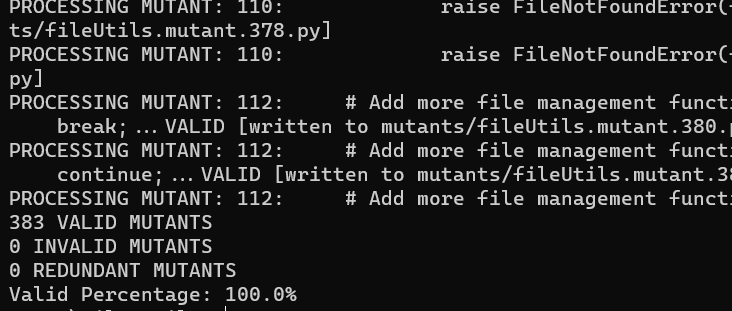 PROCESSING MUTANT: 110:             raise FileNotFoundError(
ts/fileUtils.mutant.378.py]
PROCESSING MUTANT: 110:             raise FileNotFoundError(
py]
PROCESSING MUTANT: 112:     # Add more file management functi
    break;...VALID [written to mutants/fileUtils.mutant.380.p
PROCESSING MUTANT: 112:     # Add more file management functi
    continue;...VALID [written to mutants/fileUtils.mutant.38
PROCESSING MUTANT: 112:     # Add more file management functi
383 VALID MUTANTS
0 INVALID MUTANTS
0 REDUNDANT MUTANTS
Valid Percentage: 100.0%